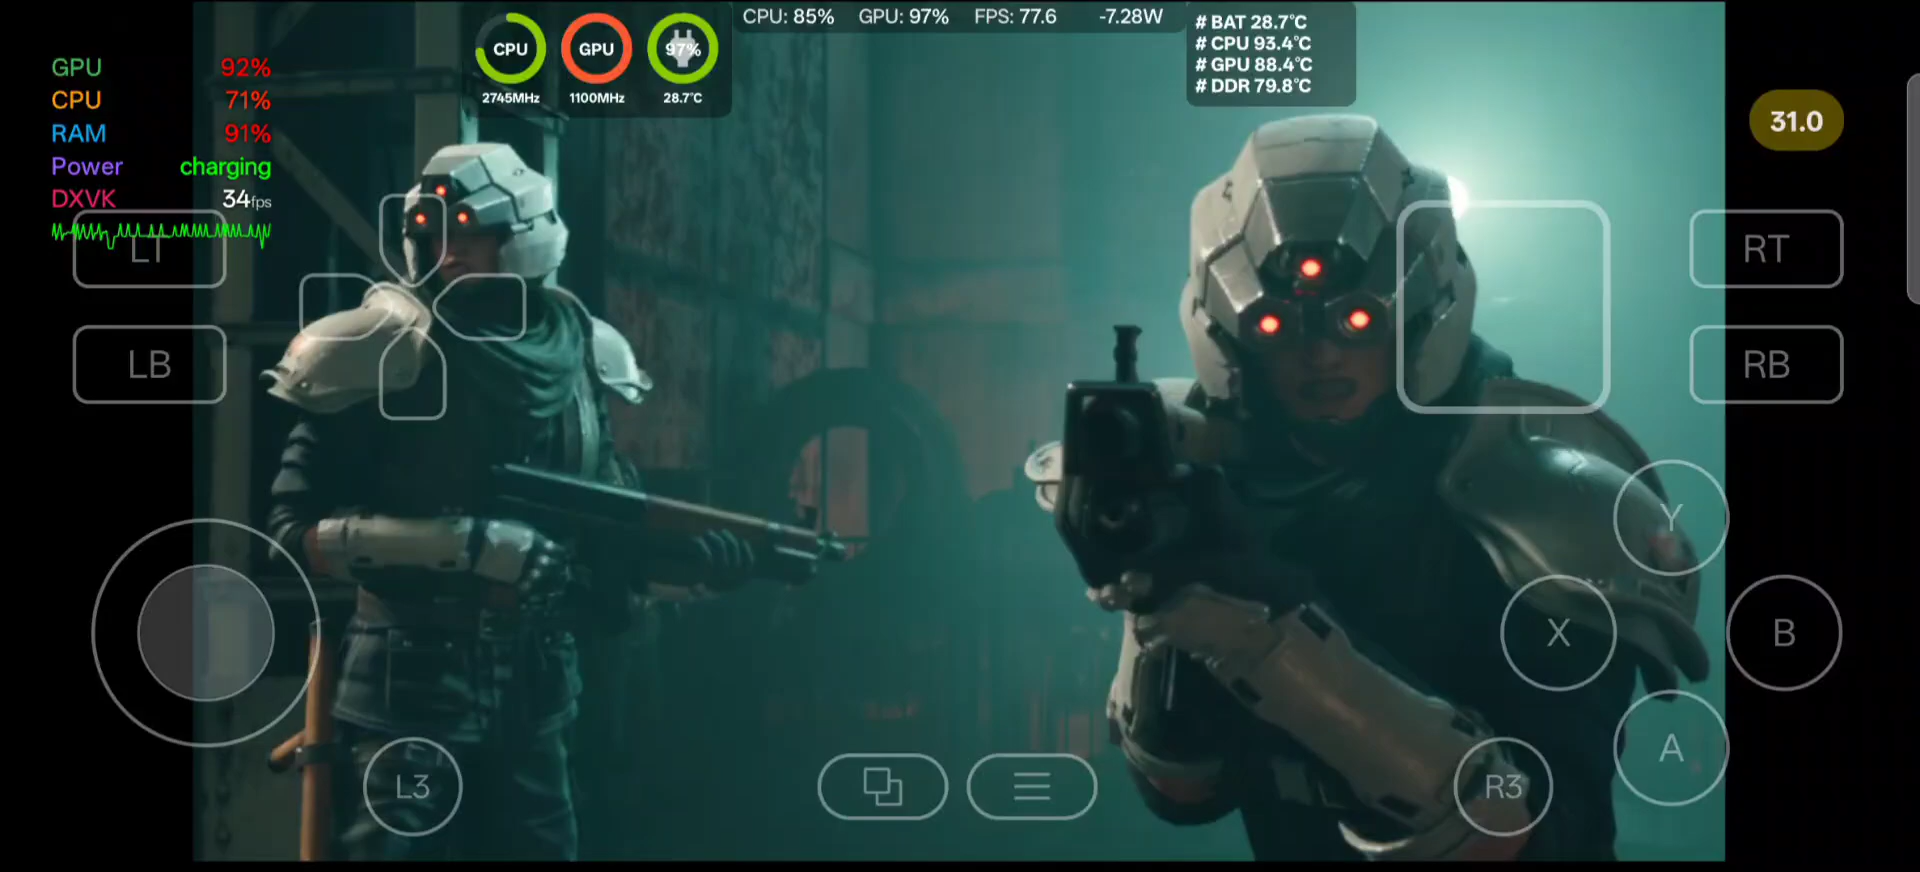 CPU: 85% GPU: 97% FPS: 77.6 -7.28W
# BAT 28.7°C
# CPU 93.4°C
# GPU 88.4°C
# DDR 79.8°C
CPU GPU 97%
2745MHz 1100MHz 28.7°C
GPU 92%
CPU 71%
RAM 91%
Power charging
DXVK 34fps
31.0
LT
RT
LB
RB
Y
X
B
A
L3
R3